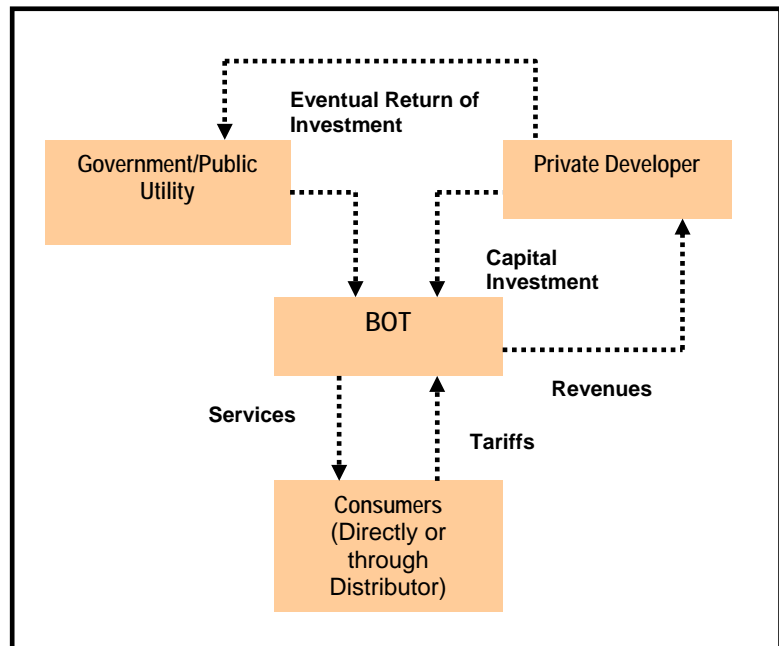 Eventual Return of
Investment
Government/Public
Utility
Private Developer
Capital
Investment
BOT
Revenues
Services
Tariffs
Consumers
(Directly or
through
Distributor)